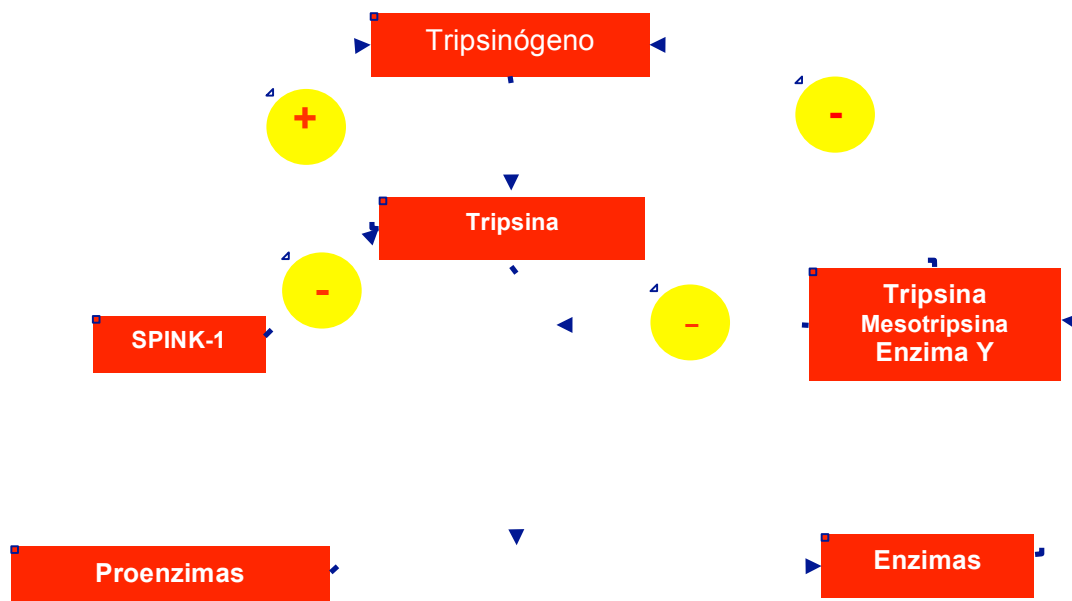 Tripsinógeno
+
-
Tripsina
-
SPINK-1
-
Tripsina
Mesotripsina
Enzima Y
Proenzimas
Enzimas